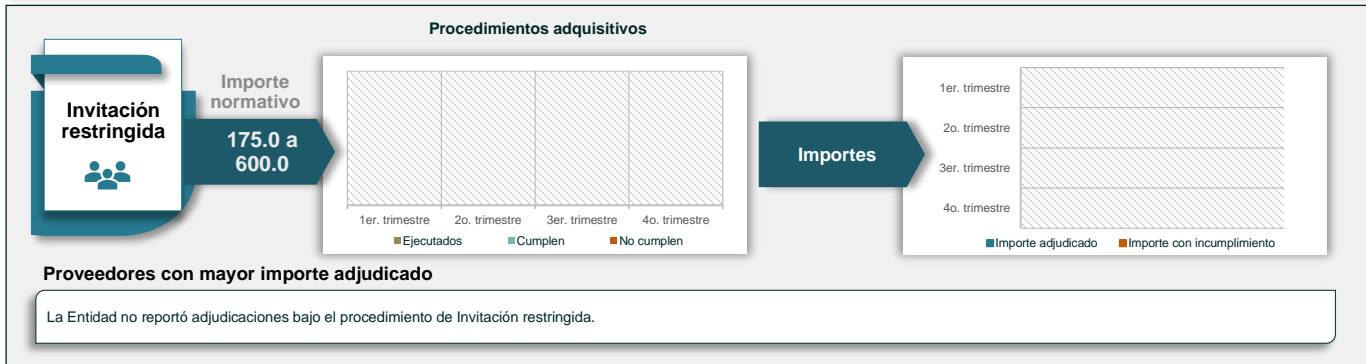 Procedimientos adquisitivos
Invitación
restringida
Importe
normativo
175.0 a
600.0
1er. trimestre 2o. trimestre 3er. trimestre 4o. trimestre
Ejecutados Cumplen No cumplen
Importes
1er. trimestre
2o. trimestre
3er. trimestre
4o. trimestre
Importe adjudicado Importe con incumplimiento
Proveedores con mayor importe adjudicado
La Entidad no reportó adjudicaciones bajo el procedimiento de Invitación restringida.